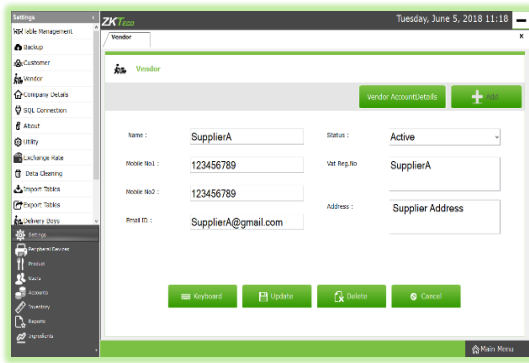 Settings
ZKTeco
Tuesday, June 5, 2018 11:18
Table Management
Vendor
x
Backup
Customer
Vendor
Vendor
Company Details
Vendor AccountDetails
Add
SQL Connection
About
Utility
Name :
SupplierA
Status :
Active
Exchange Rate
Mobile No1 :
123456789
Vat Reg.No
SupplierA
Data Cleaning
Import Tables
Mobile No2 :
123456789
Export Tables
Address :
Supplier Address
Delivery Boys
Email ID. :
SupplierA@gmail.com
Settings
Peripheral Devices
Product
Users
Accounts
Keyboard
Update
Delete
Cancel
Inventory
Reports
Ingredients
Main Menu